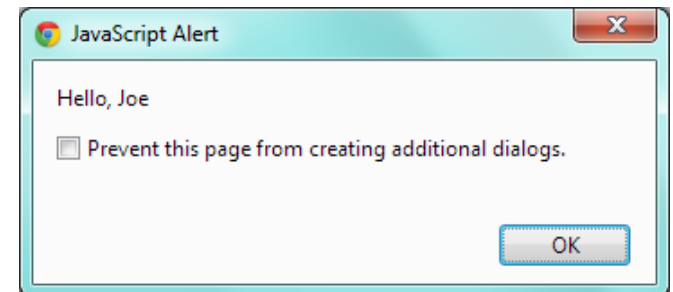 JavaScript Alert
Hello, Joe
Prevent this page from creating additional dialogs.
OK